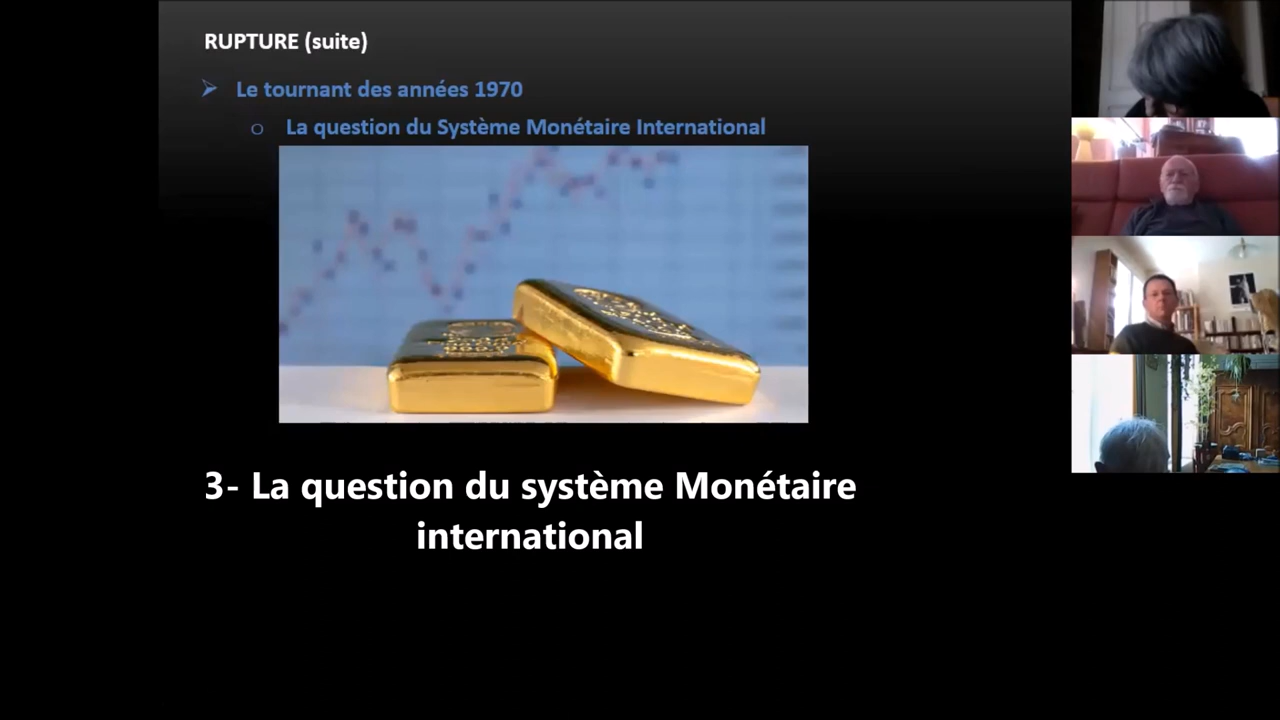 RUPTURE (suite)
Le tournant des années 1970
La question du Système Monétaire International
3- La question du système Monétaire
international